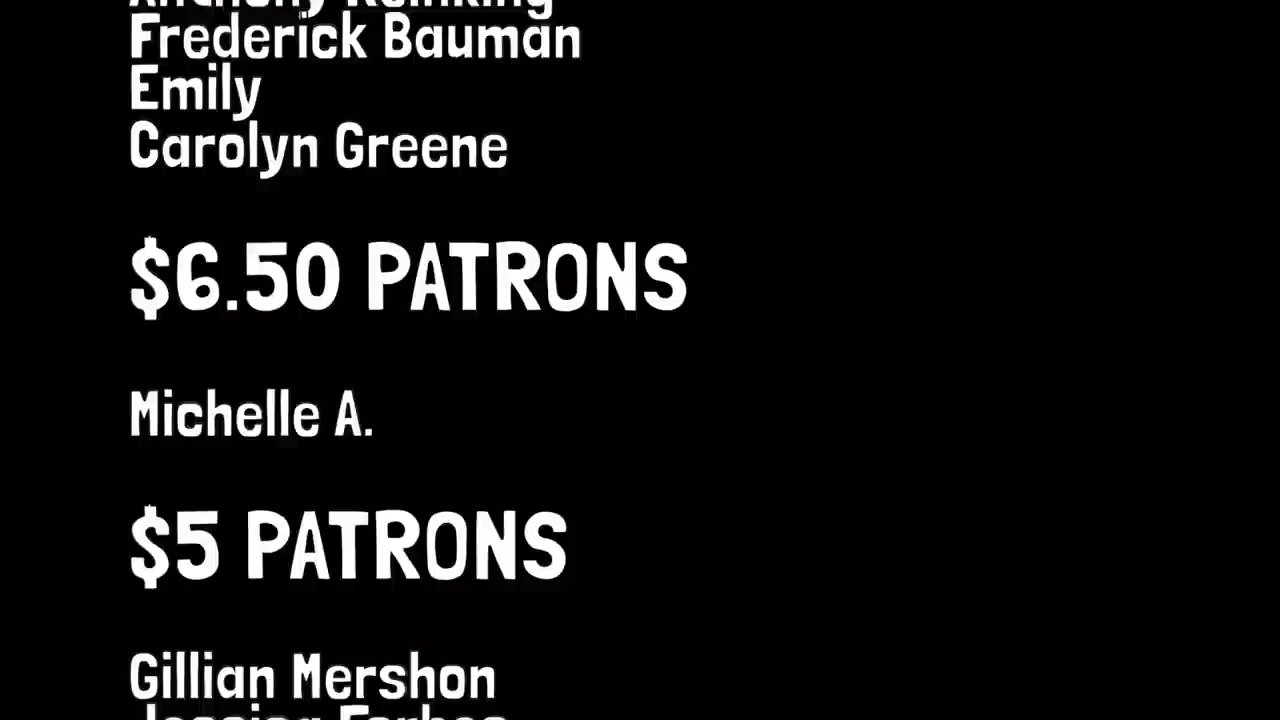 Frederick Bauman
Emily
Carolyn Greene
$6.50 PATRONS
Michelle A.
$5 PATRONS
Gillian Mershon